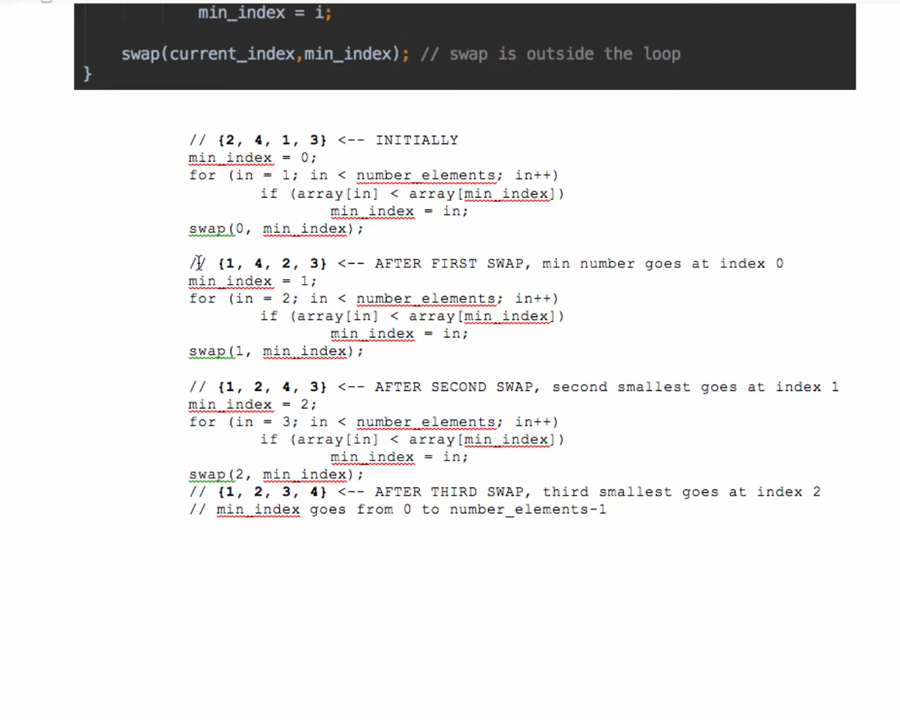 min_index = i;
swap(current_index,min_index); // swap is outside the loop
}
// {2, 4, 1, 3} <-- INITIALLY
min_index = 0;
for (in = 1; in < number_elements; in++)
if (array[in] < array[min_index])
min_index = in;
swap(0, min_index);
// {1, 4, 2, 3} <-- AFTER FIRST SWAP, min number goes at index 0
min_index = 1;
for (in = 2; in < number_elements; in++)
if (array[in] < array[min_index])
min_index = in;
swap(1, min_index);
// {1, 2, 4, 3} <-- AFTER SECOND SWAP, second smallest goes at index 1
min_index = 2;
for (in = 3; in < number_elements; in++)
if (array[in] < array[min_index])
min_index = in;
swap(2, min_index);
// {1, 2, 3, 4} <-- AFTER THIRD SWAP, third smallest goes at index 2
// min_index goes from 0 to number_elements-1